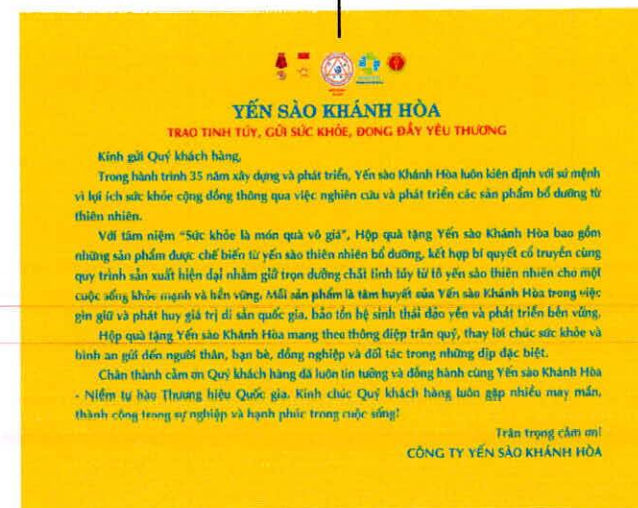 YẾN SÀO KHÁNH HÒA
TRAO TINH TÚY, GỬI SỨC KHỎE, ĐONG ĐẦY YÊU THƯƠNG
Kính gửi Quý khách hàng,
Trong hành trình 35 năm xây dựng và phát triển, Yến sào Khánh Hòa luôn kiên định với sứ mệnh
vì lợi ích sức khỏe cộng đồng thông qua việc nghiên cứu và phát triển các sản phẩm bổ dưỡng từ
thiên nhiên.
Với tâm niệm "Sức khỏe là món quà vô giá", Hộp quà tặng Yến sào Khánh Hòa bao gồm
những sản phẩm được chế biến từ yến sào thiên nhiên bổ dưỡng, kết hợp bí quyết cổ truyền cùng
quy trình sản xuất hiện đại nhằm giữ trọn dưỡng chất tinh túy từ tổ yến sào thiên nhiên cho một
cuộc sống khỏe mạnh và bền vững. Mỗi sản phẩm là tâm huyết của Yến sào Khánh Hòa trong việc
gìn giữ và phát huy giá trị di sản quốc gia, bảo tồn hệ sinh thái đảo yến và phát triển bền vững.
Hộp quà tặng Yến sào Khánh Hòa mang theo thông điệp trân quý, thay lời chúc sức khỏe và
bình an gửi đến người thân, bạn bè, đồng nghiệp và đối tác trong những dịp đặc biệt.
Chân thành cảm ơn Quý khách hàng đã luôn tin tưởng và đồng hành cùng Yến sào Khánh Hòa
- Niềm tự hào Thương hiệu Quốc gia. Kính chúc Quý khách hàng luôn gặp nhiều may mắn,
thành công trong sự nghiệp và hạnh phúc trong cuộc sống!
Trân trọng cảm ơn!
CÔNG TY YẾN SÀO KHÁNH HÒA